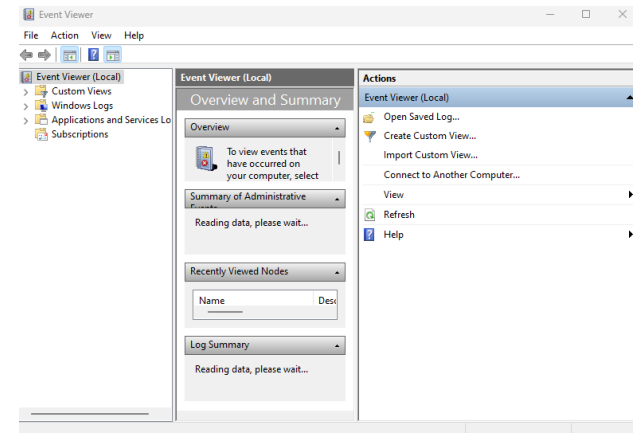 Event Viewer
File Action View Help
Event Viewer (Local)
Custom Views
Windows Logs
Applications and Services Lo
Subscriptions
Event Viewer (Local)
Overview and Summary
Overview
To view events that
have occurred on
your computer, select
Summary of Administrative
Events
Reading data, please wait...
Recently Viewed Nodes
Name Desc
Log Summary
Reading data, please wait...
Actions
Event Viewer (Local)
Open Saved Log...
Create Custom View...
Import Custom View...
Connect to Another Computer...
View
Refresh
Help